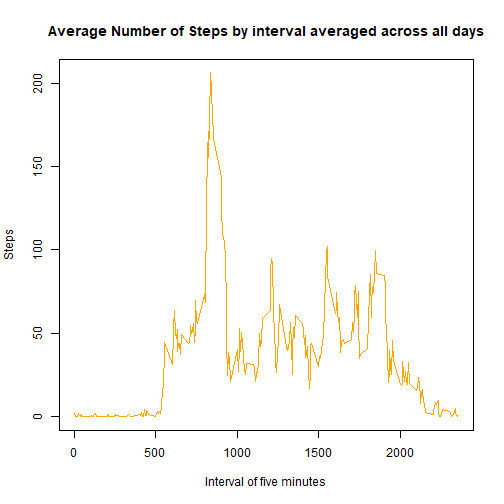 Average Number of Steps by interval averaged across all days
200
150
100
50
0
Steps
0 500 1000 1500 2000
Interval of five minutes